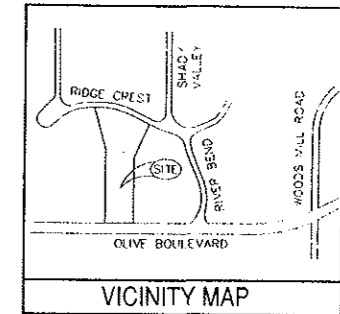 RIDGE CREST
SHADY
VALLEY
WOODS MILL ROAD
RIVER BEND
SITE
OLIVE BOULEVARD
VICINITY MAP